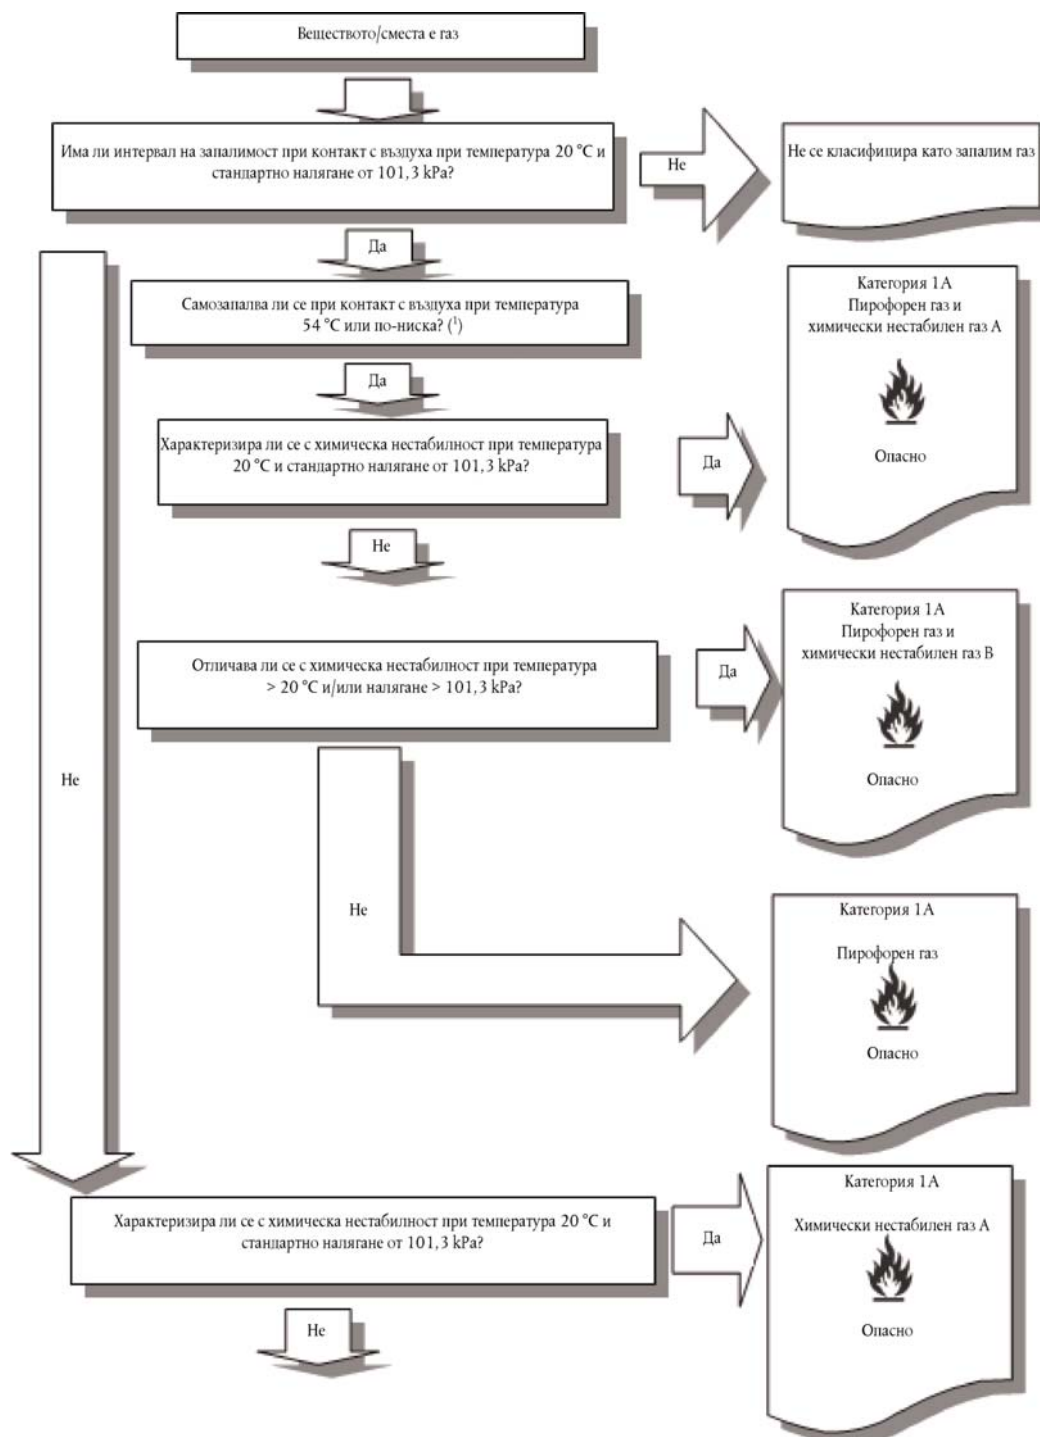 Веществото/сместа е газ
Има ли интервал на запалимост при контакт с въздуха при температура 20 °C и
стандартно налягане от 101,3 kPa?
Не
Не се класифицира като запалим газ
Да
Самозапалва ли се при контакт с въздуха при температура
54 °C или по-ниска? (¹)
Категория 1А
Пирофорен газ и
химически нестабилен газ А
Опасно
Да
Характеризира ли се с химическа нестабилност при температура
20 °C и стандартно налягане от 101,3 kPa?
Да
Не
Отличава ли се с химическа нестабилност при температура
> 20 °C и/или налягане > 101,3 kPa?
Да
Категория 1А
Пирофорен газ и
химически нестабилен газ В
Опасно
Не
Не
Категория 1А
Пирофорен газ
Опасно
Характеризира ли се с химическа нестабилност при температура 20 °C и
стандартно налягане от 101,3 kPa?
Да
Категория 1А
Химически нестабилен газ А
Опасно
Не